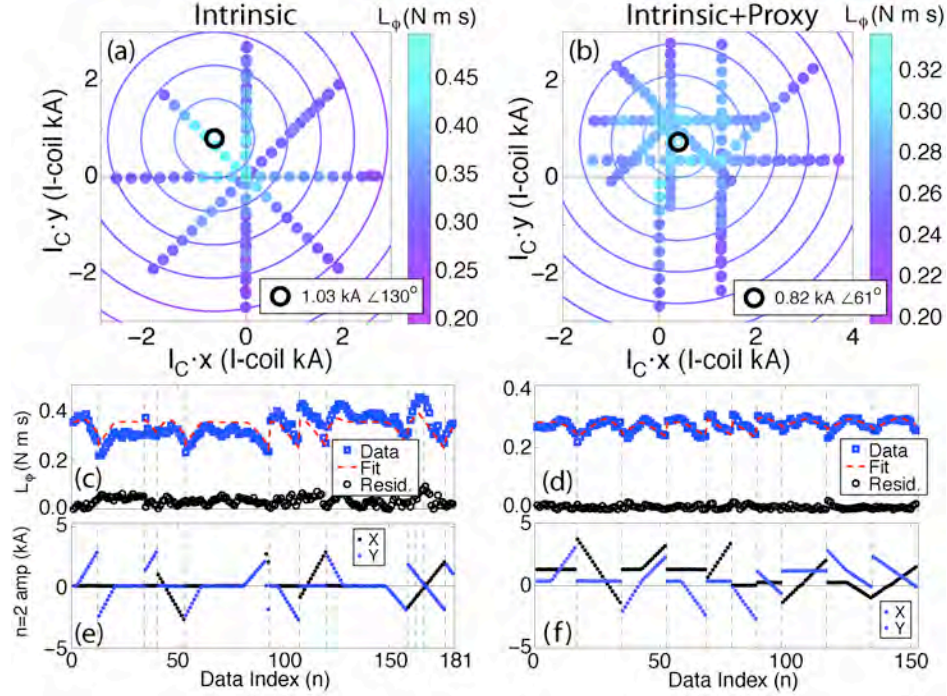 Intrinsic
Lϕ (N m s)
Intrinsic+Proxy
Lϕ (N m s)
(a)
(b)
I_C·y (I-coil kA)
2
0
−2
0.45
0.40
0.35
0.30
0.25
0.20
I_C·y (I-coil kA)
2
0
−2
0.32
0.30
0.28
0.26
0.24
0.22
0.20
1.03 kA ∠130°
0.82 kA ∠61°
−2 0 2
−2 0 2 4
I_C·x (I-coil kA)
I_C·x (I-coil kA)
Lϕ (N m s)
0.4
0.2
0.0
(c)
Data
Fit
Resid.
0.4
0.2
0.0
(d)
Data
Fit
Resid.
n=2 amp (kA)
5
0
−5
(e)
X
Y
5
0
−5
(f)
X
Y
0 50 100 150 181
0 50 100 150
Data Index (n)
Data Index (n)